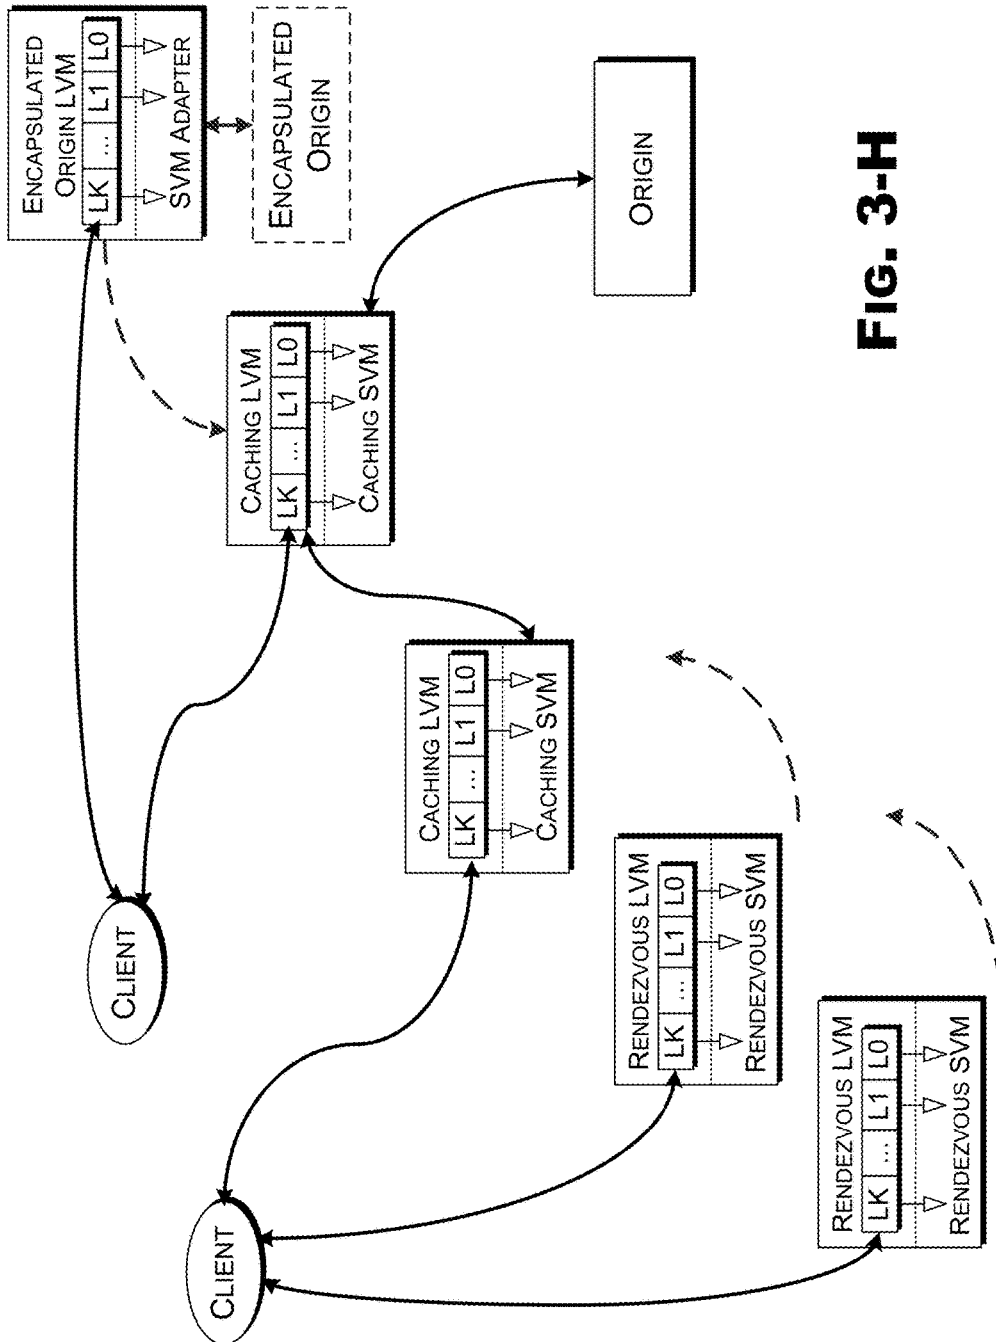 ENCAPSULATED
ORIGIN LVM
LK ... L1 L0
SVM ADAPTER
ENCAPSULATED
ORIGIN
CLIENT
CACHING LVM
LK ... L1 L0
CACHING SVM
CLIENT
CACHING LVM
LK ... L1 L0
CACHING SVM
ORIGIN
RENDEZVOUS LVM
LK ... L1 L0
RENDEZVOUS SVM
RENDEZVOUS LVM
LK ... L1 L0
RENDEZVOUS SVM
FIG. 3-H